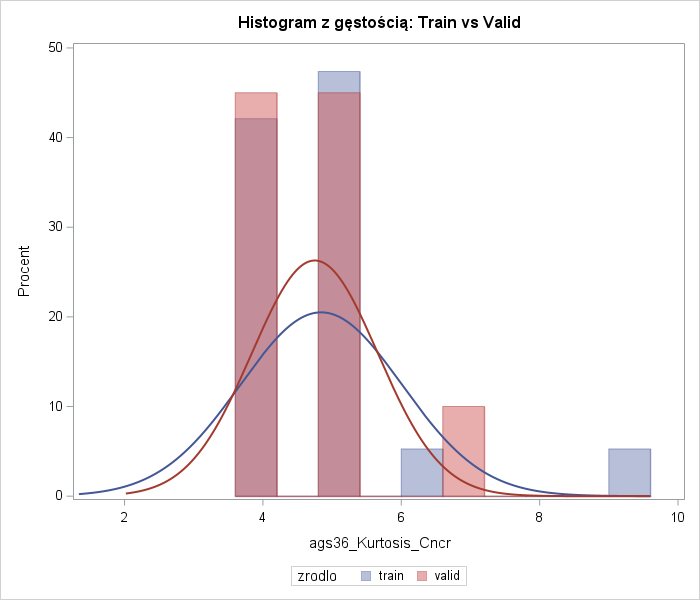 Histogram z gęstością: Train vs Valid
50
40
30
20
10
0
Procent
2 4 6 8 10
ags36_Kurtosis_Cncr
zrodlo train valid